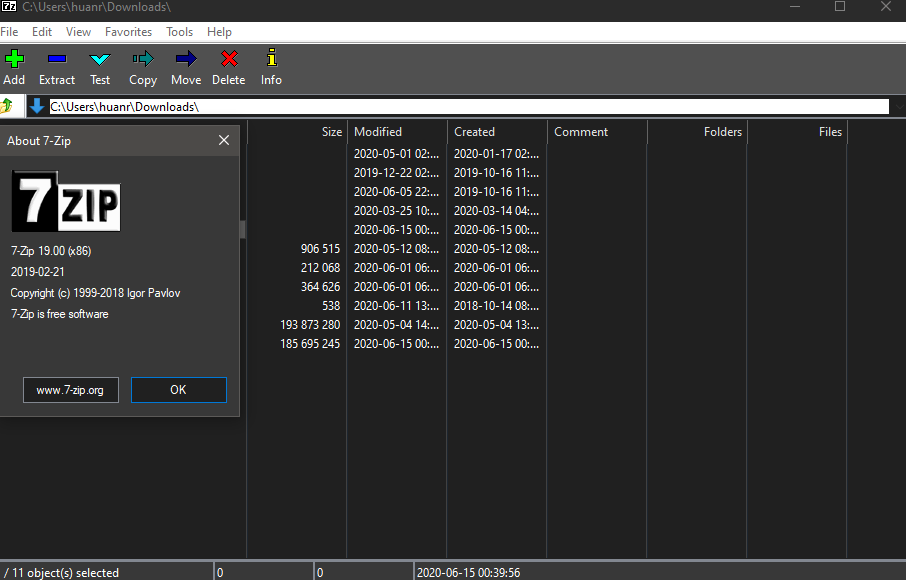 7z C:\Users\huanr\Downloads\
File Edit View Favorites Tools Help
Add Extract Test Copy Move Delete Info
C:\Users\huanr\Downloads\
Size Modified Created Comment Folders Files
About 7-Zip
7 ZIP
7-Zip 19.00 (x86)
2019-02-21
Copyright (c) 1999-2018 Igor Pavlov
7-Zip is free software
www.7-zip.org OK
2020-05-01 02:... 2020-01-17 02:...
2019-12-22 02:... 2019-10-16 11:...
2020-06-05 22:... 2019-10-16 11:...
2020-03-25 10:... 2020-03-14 04:...
2020-06-15 00:... 2020-06-15 00:...
906 515 2020-05-12 08:... 2020-05-12 08:...
212 068 2020-06-01 06:... 2020-06-01 06:...
364 626 2020-06-01 06:... 2020-06-01 06:...
538 2020-06-11 13:... 2018-10-14 08:...
193 873 280 2020-05-04 14:... 2020-05-04 13:...
185 695 245 2020-06-15 00:... 2020-06-15 00:...
/ 11 object(s) selected 0 0 2020-06-15 00:39:56